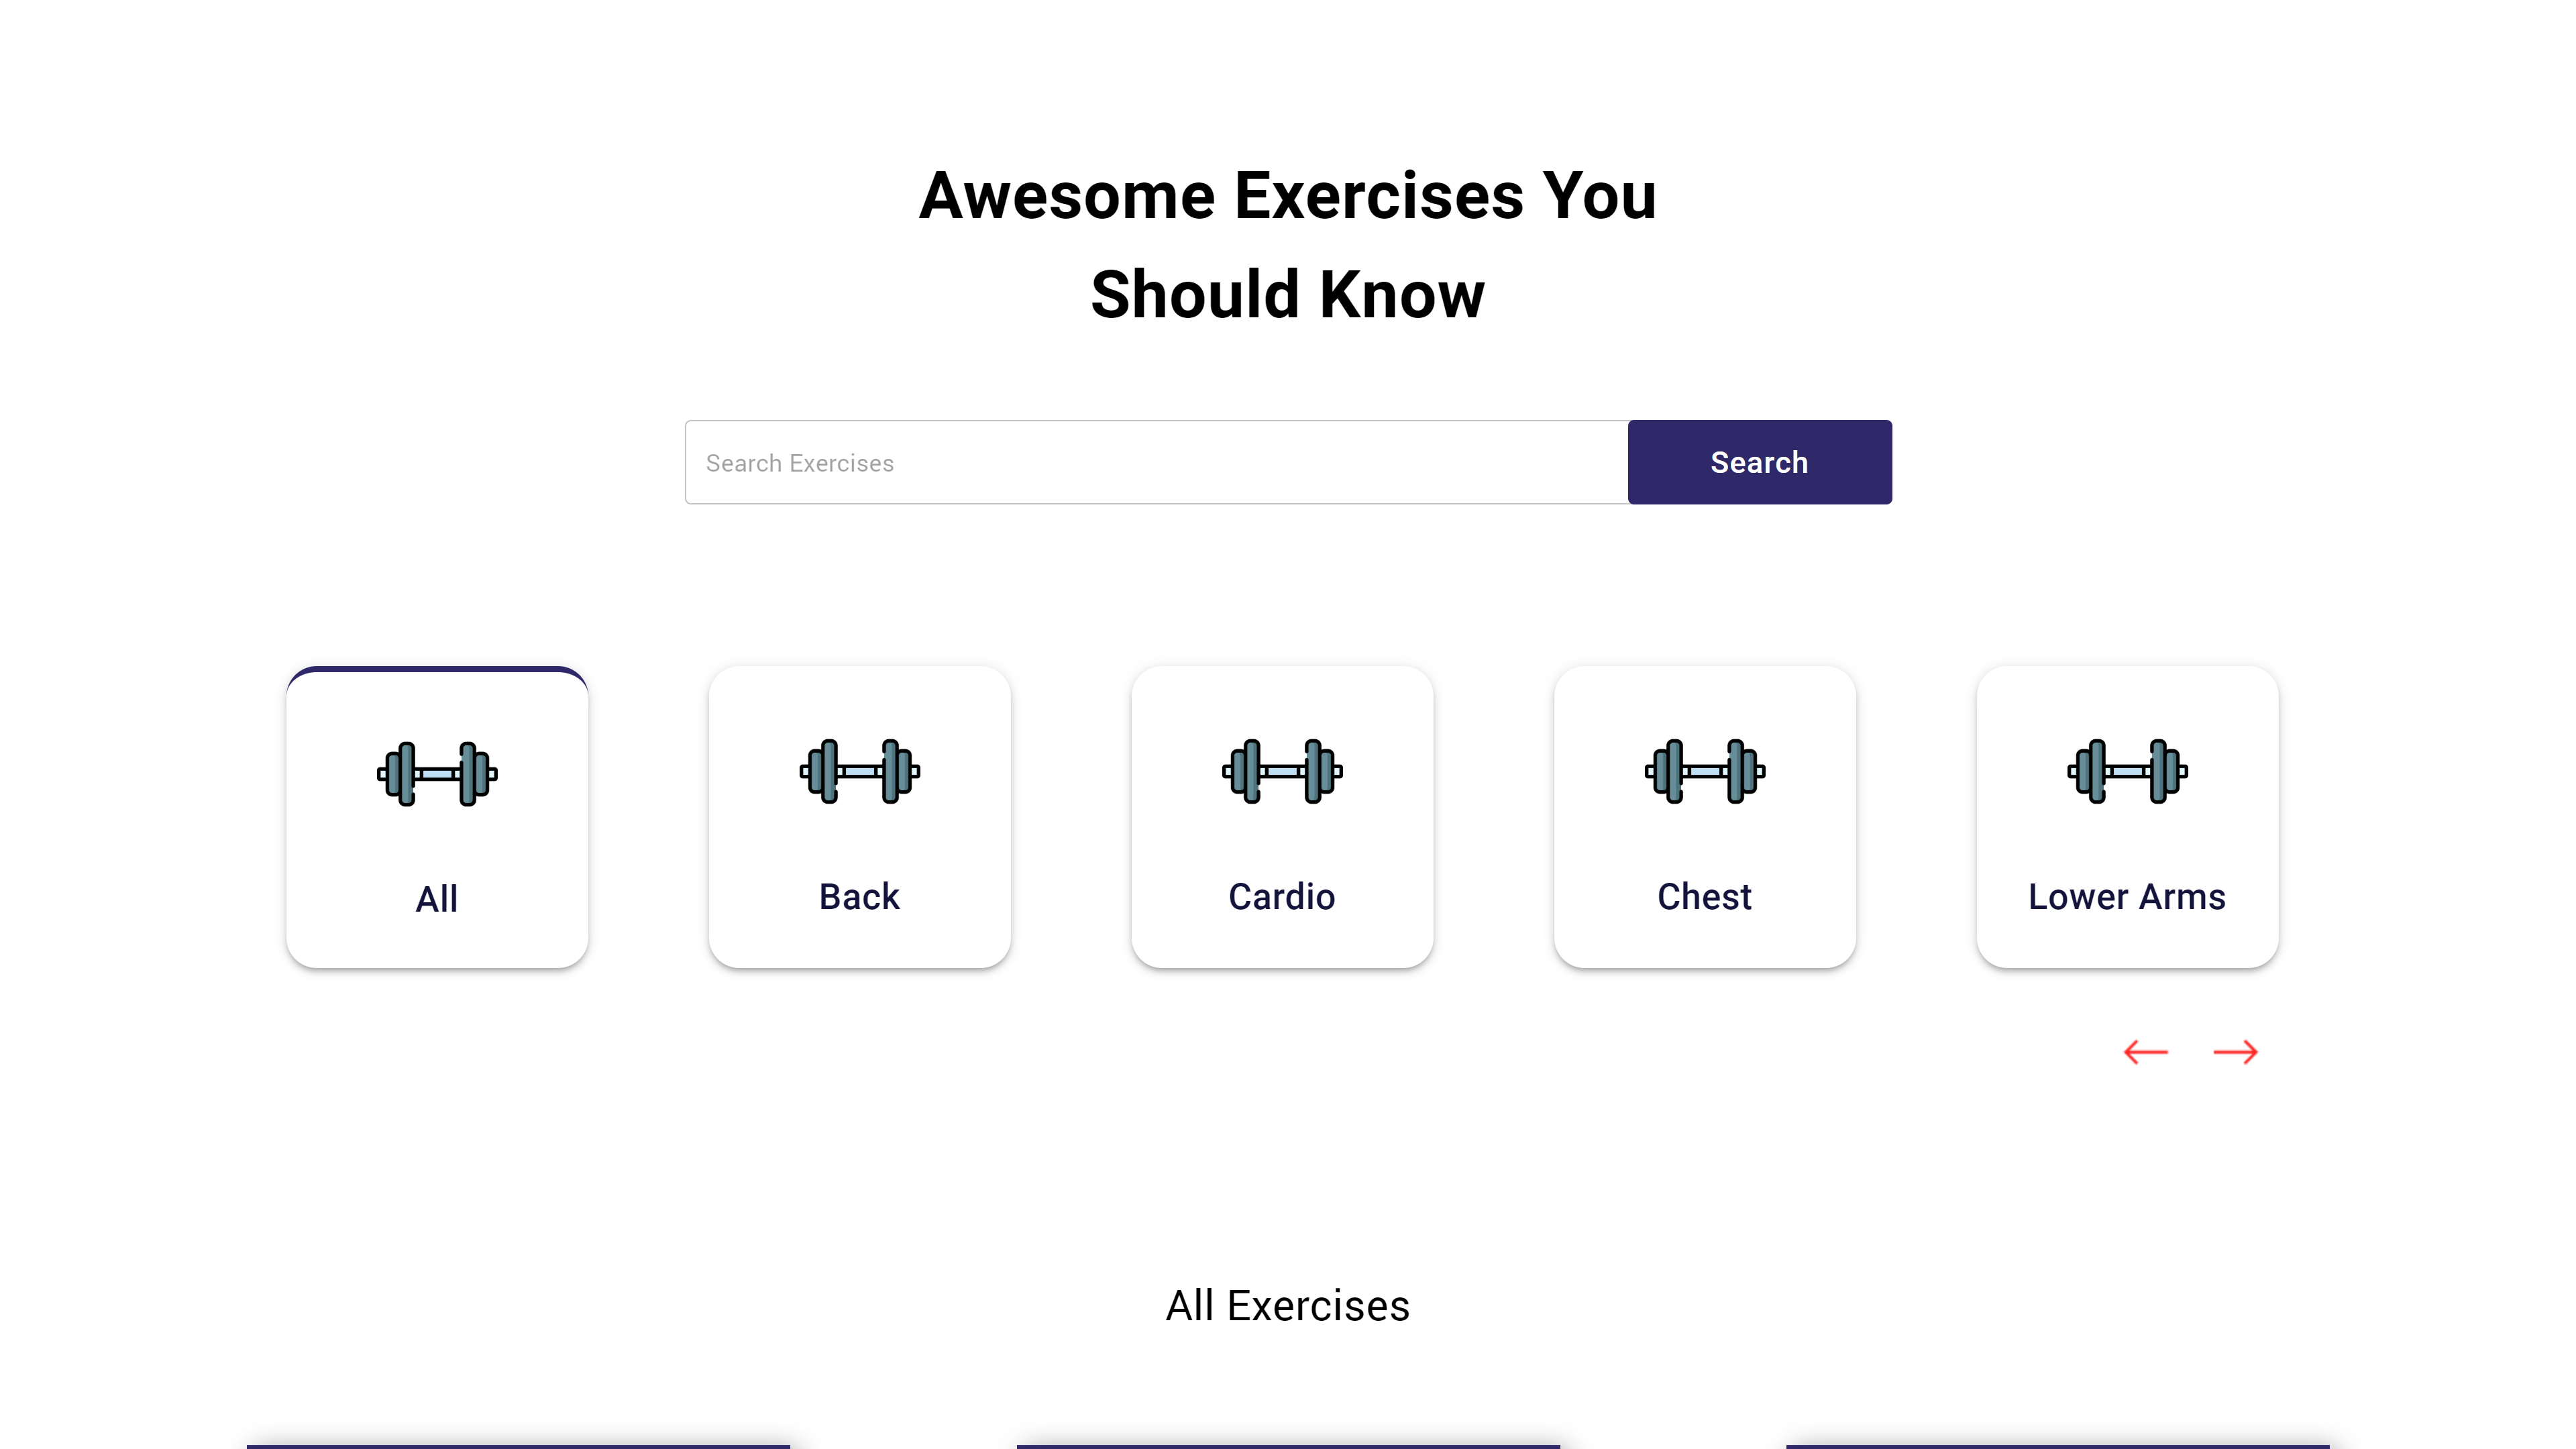 Awesome Exercises You
Should Know
Search Exercises
Search
All
Back
Cardio
Chest
Lower Arms
All Exercises